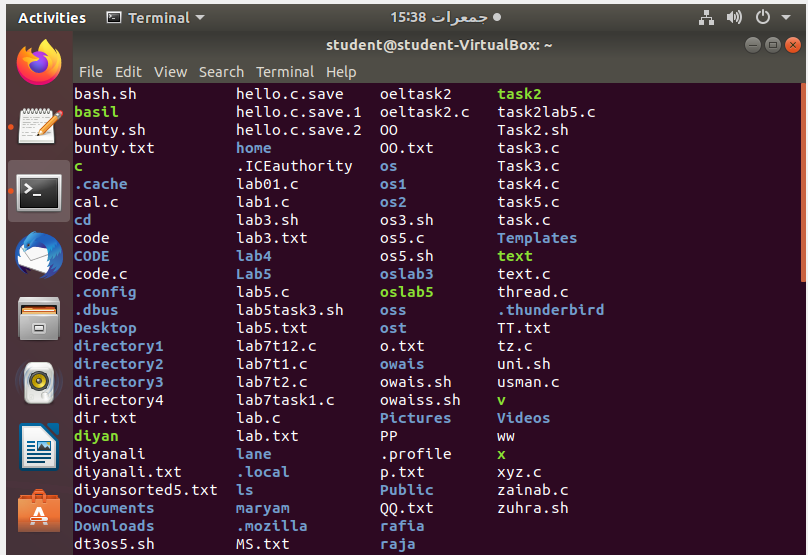 Activities Terminal 15:38 جمعرات
student@student-VirtualBox: ~
File Edit View Search Terminal Help
bash.sh hello.c.save oeltask2 task2
basil hello.c.save.1 oeltask2.c task2lab5.c
bunty.sh hello.c.save.2 OO Task2.sh
bunty.txt home OO.txt task3.c
c .ICEauthority os Task3.c
.cache lab01.c os1 task4.c
cal.c lab1.c os2 task5.c
cd lab3.sh os3.sh task.c
code lab3.txt os5.c Templates
CODE lab4 os5.sh text
code.c Lab5 oslab3 text.c
.config lab5.c oslab5 thread.c
.dbus lab5task3.sh oss .thunderbird
Desktop lab5.txt ost TT.txt
directory1 lab7t12.c o.txt tz.c
directory2 lab7t1.c owais uni.sh
directory3 lab7t2.c owais.sh usman.c
directory4 lab7task1.c owaiss.sh v
dir.txt lab.c Pictures Videos
diyan lab.txt PP ww
diyanali lane .profile x
diyanali.txt .local p.txt xyz.c
diyansorted5.txt ls Public zainab.c
Documents maryam QQ.txt zuhra.sh
Downloads .mozilla rafia
dt3os5.sh MS.txt raja